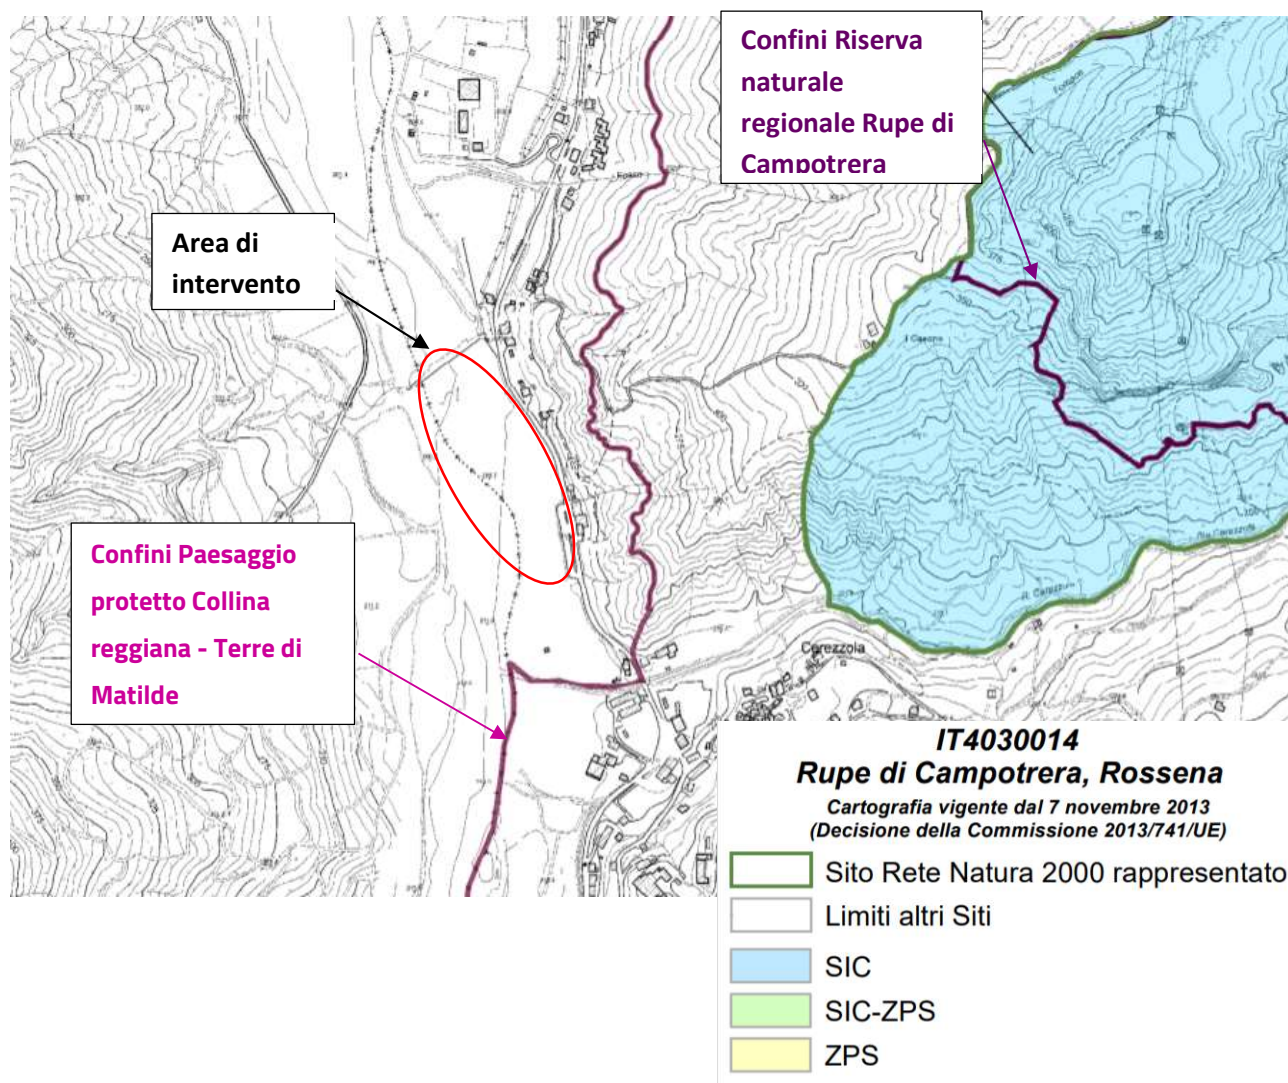 Confini Riserva
naturale
regionale Rupe di
Campotrera
Area di
intervento
Confini Paesaggio
protetto Collina
reggiana - Terre di
Matilde
Cerezzola
IT4030014
Rupe di Campotrera, Rossena
Cartografia vigente dal 7 novembre 2013
(Decisione della Commissione 2013/741/UE)
Sito Rete Natura 2000 rappresentato
Limiti altri Siti
SIC
SIC-ZPS
ZPS